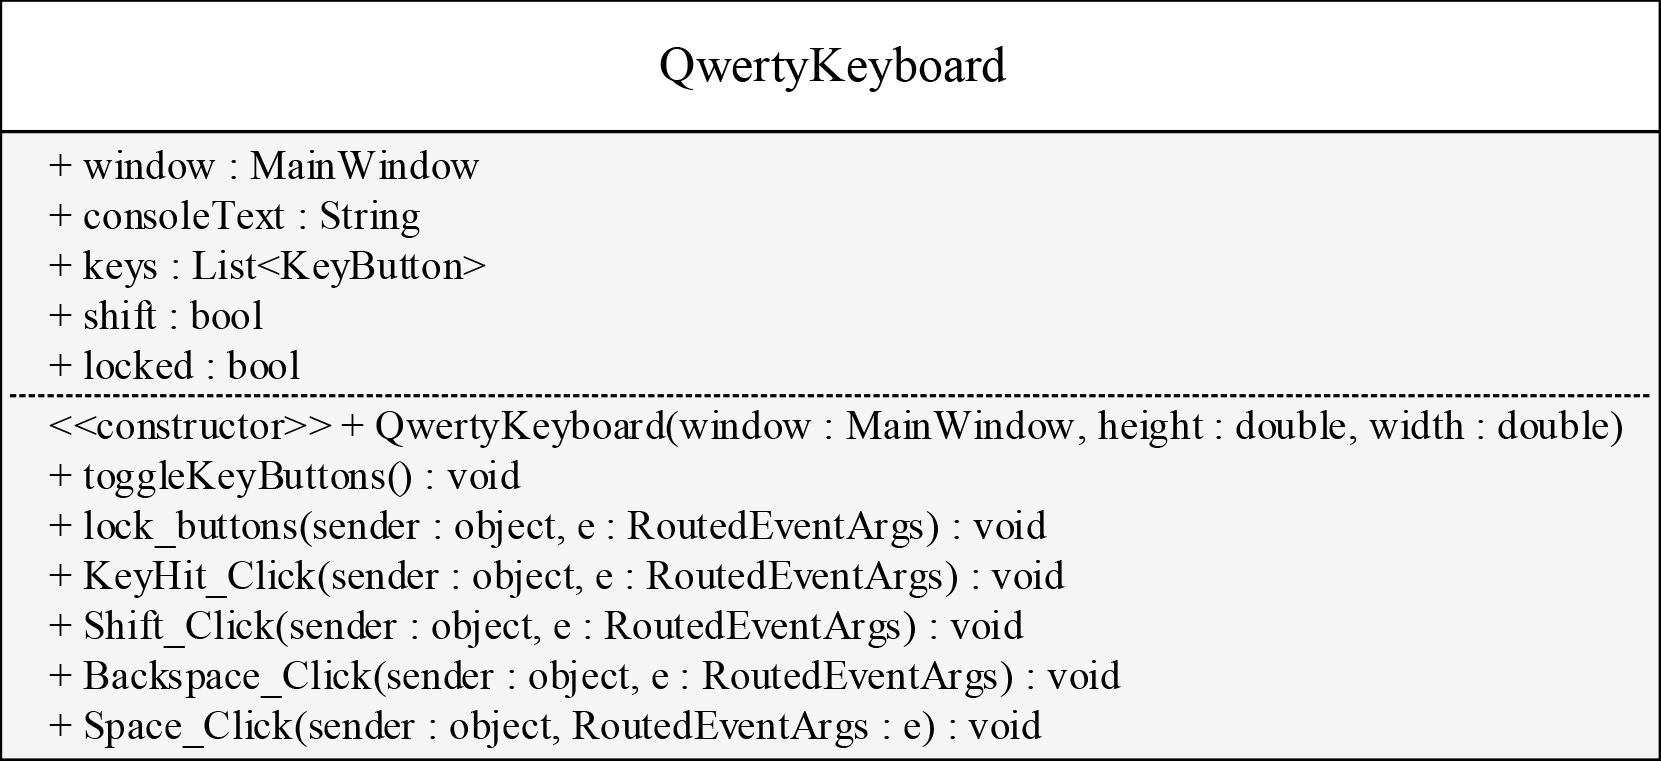 QwertyKeyboard
+ window : MainWindow
+ consoleText : String
+ keys : List<KeyButton>
+ shift : bool
+ locked : bool
<<constructor>> + QwertyKeyboard(window : MainWindow, height : double, width : double)
+ toggleKeyButtons() : void
+ lock_buttons(sender : object, e : RoutedEventArgs) : void
+ KeyHit_Click(sender : object, e : RoutedEventArgs) : void
+ Shift_Click(sender : object, e : RoutedEventArgs) : void
+ Backspace_Click(sender : object, e : RoutedEventArgs) : void
+ Space_Click(sender : object, RoutedEventArgs : e) : void